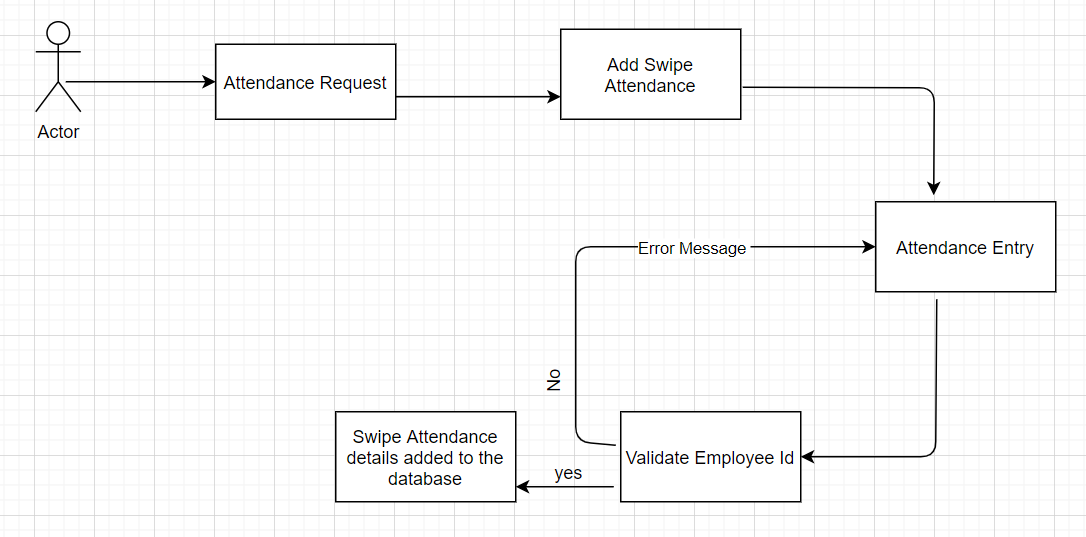 Actor
Attendance Request
Add Swipe
Attendance
Attendance Entry
Error Message
No
Validate Employee Id
yes
Swipe Attendance
details added to the
database